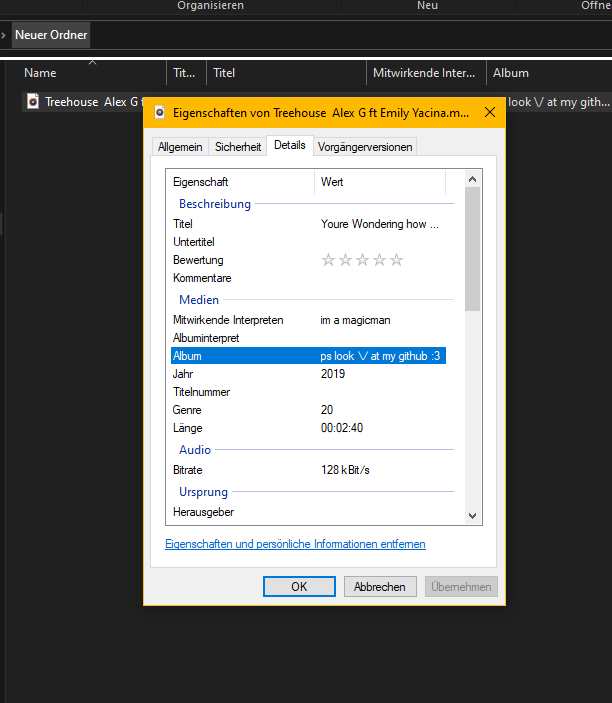 Organisieren Neu Öffne
Neuer Ordner
Name Tit... Titel Mitwirkende Inter... Album
Treehouse Alex G f look \/ at my gith...
Eigenschaften von Treehouse Alex G ft Emily Yacina.m...
Allgemein Sicherheit Details Vorgängerversionen
Eigenschaft Wert
Beschreibung
Titel Youre Wondering how ...
Untertitel
Bewertung
Kommentare
Medien
Mitwirkende Interpreten im a magicman
Albuminterpret
Album ps look \/ at my github :3
Jahr 2019
Titelnummer
Genre 20
Länge 00:02:40
Audio
Bitrate 128 kBit/s
Ursprung
Herausgeber
Eigenschaften und persönliche Informationen entfernen
OK Abbrechen Übernehmen